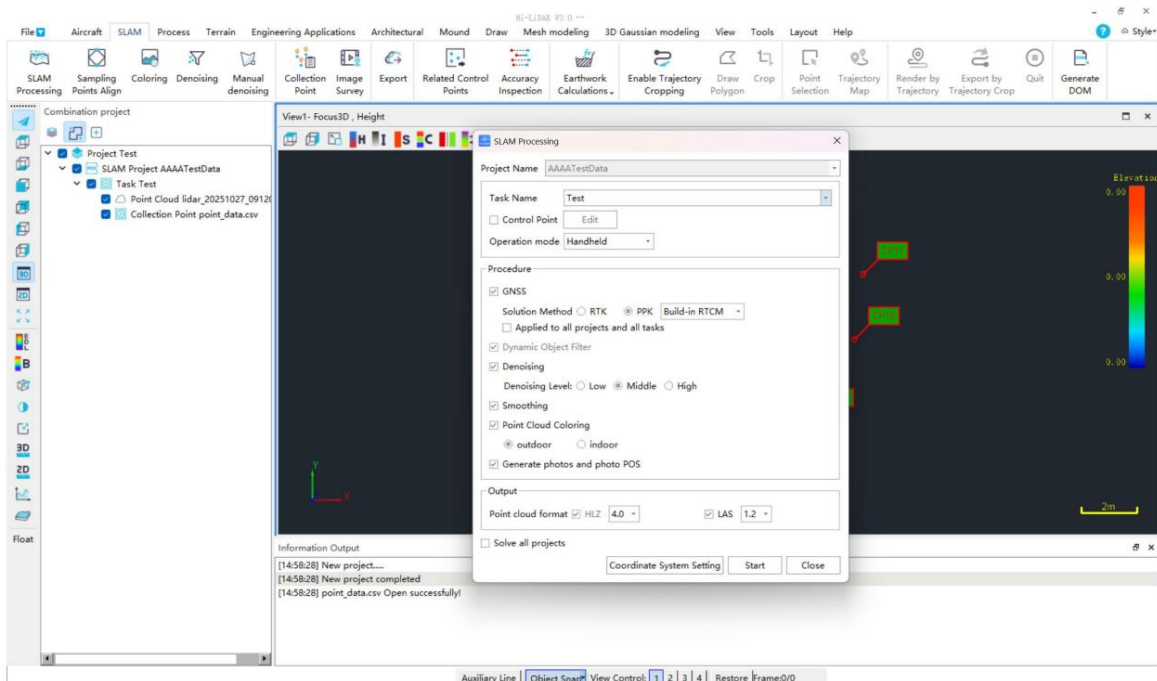 Hi-LiDAR V3 0 ...
File Aircraft SLAM Process Terrain Engineering Applications Architectural Mound Draw Mesh modeling 3D Gaussian modeling View Tools Layout Help Style
SLAM Processing Sampling Points Align Coloring Denoising Manual denoising Collection Point Image Survey Export Related Control Points Accuracy Inspection Earthwork Calculations Enable Trajectory Cropping Draw Polygon Crop Point Selection Trajectory Map Render by Trajectory Export by Trajectory Crop Quit Generate DOM
Combination project
Project Test
SLAM Project AAAATestData
Task Test
Point Cloud lidar_20251027_0912
Collection Point point_data.csv
3D
2D
B
3D
2D
Float
View1- Focus3D , Height
H I S C
Elevation
0.00
0.00
0.00
2m
Y
X
SLAM Processing
Project Name AAAATestData
Task Name Test
Control Point Edit
Operation mode Handheld
Procedure
GNSS
Solution Method RTK PPK Build-in RTCM
Applied to all projects and all tasks
Dynamic Object Filter
Denoising
Denoising Level: Low Middle High
Smoothing
Point Cloud Coloring
outdoor indoor
Generate photos and photo POS
Output
Point cloud format HLZ 4.0 LAS 1.2
Solve all projects
Coordinate System Setting Start Close
Information Output
[14:58:28] New project.....
[14:58:28] New project completed
[14:58:28] point_data.csv Open successfully!
Auxiliary Line Object Snap View Control: 1 2 3 4 Restore Frame:0/0